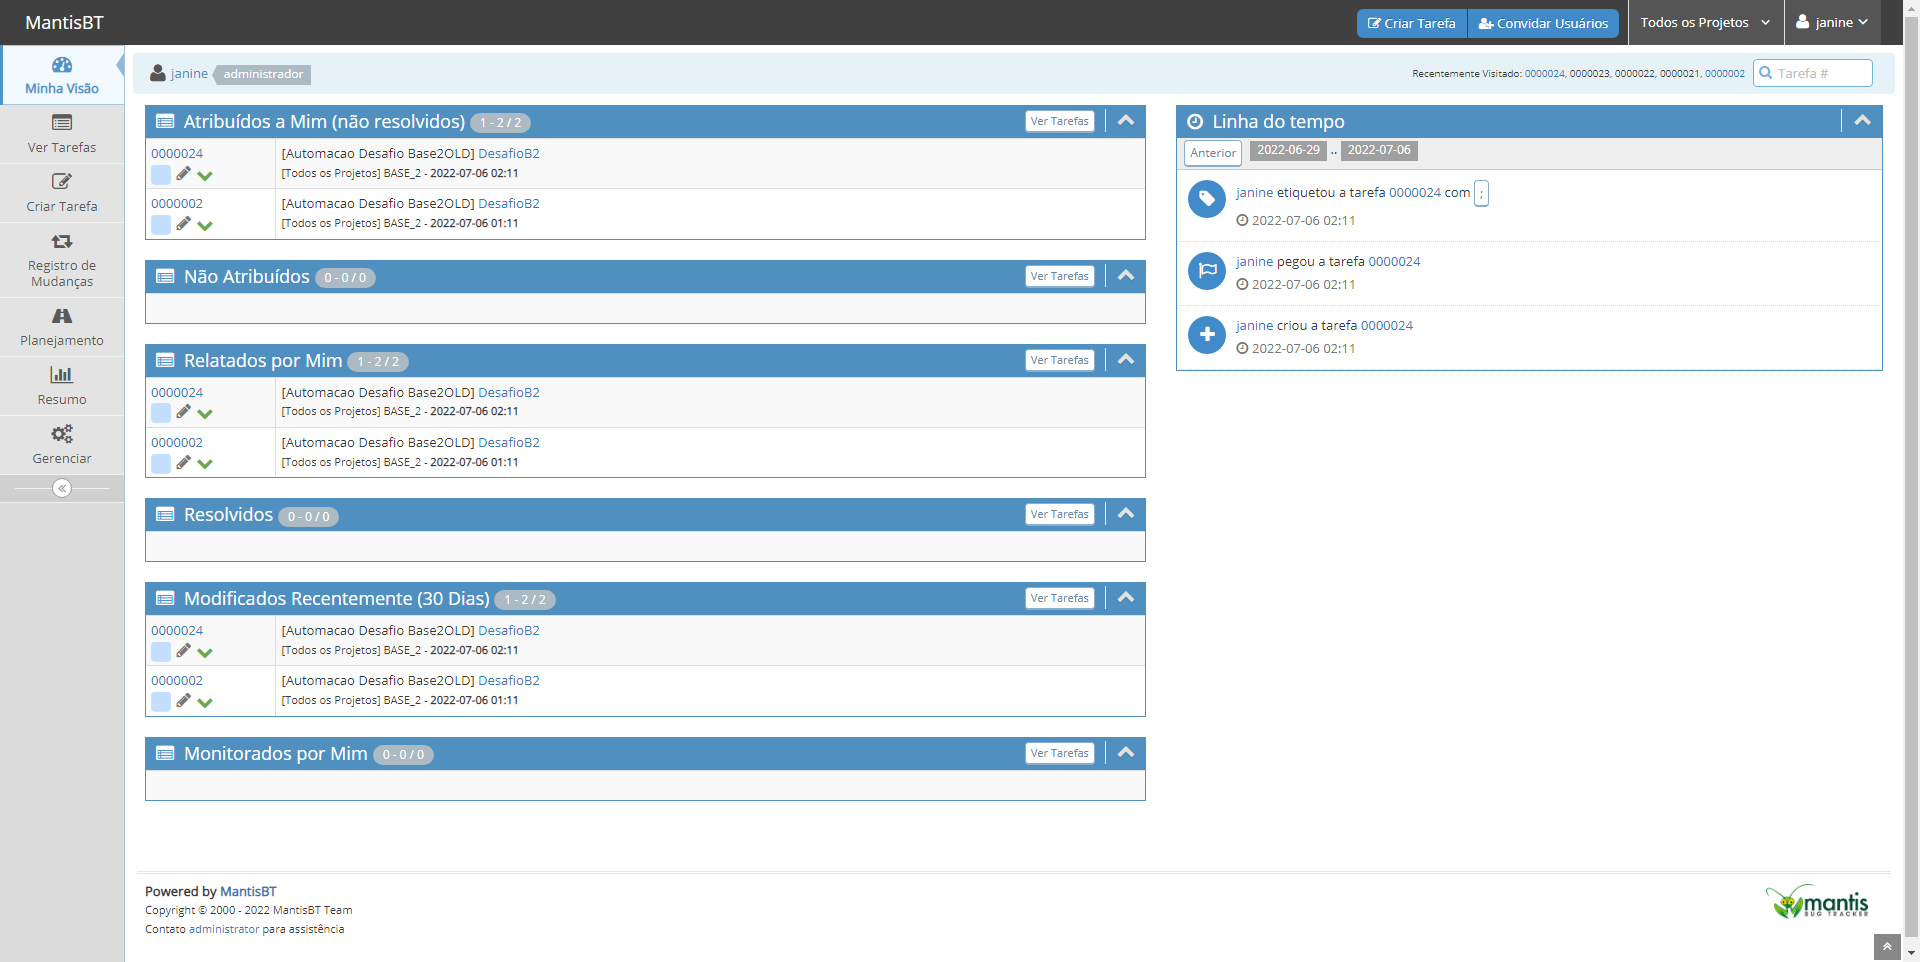 MantisBT
Criar Tarefa
Convidar Usuários
Todos os Projetos
janine
Minha Visão
Ver Tarefas
Criar Tarefa
Registro de
Mudanças
Planejamento
Resumo
Gerenciar
janine administrador
Recentemente Visitado: 0000024, 0000023, 0000022, 0000021, 0000002
Tarefa #
Atribuídos a Mim (não resolvidos) 1 - 2 / 2
Ver Tarefas
0000024
[Automacao Desafio Base2OLD] DesafioB2
[Todos os Projetos] BASE_2 - 2022-07-06 02:11
0000002
[Automacao Desafio Base2OLD] DesafioB2
[Todos os Projetos] BASE_2 - 2022-07-06 01:11
Não Atribuídos 0 - 0 / 0
Ver Tarefas
Relatados por Mim 1 - 2 / 2
Ver Tarefas
0000024
[Automacao Desafio Base2OLD] DesafioB2
[Todos os Projetos] BASE_2 - 2022-07-06 02:11
0000002
[Automacao Desafio Base2OLD] DesafioB2
[Todos os Projetos] BASE_2 - 2022-07-06 01:11
Resolvidos 0 - 0 / 0
Ver Tarefas
Modificados Recentemente (30 Dias) 1 - 2 / 2
Ver Tarefas
0000024
[Automacao Desafio Base2OLD] DesafioB2
[Todos os Projetos] BASE_2 - 2022-07-06 02:11
0000002
[Automacao Desafio Base2OLD] DesafioB2
[Todos os Projetos] BASE_2 - 2022-07-06 01:11
Monitorados por Mim 0 - 0 / 0
Ver Tarefas
Linha do tempo
Anterior 2022-06-29 .. 2022-07-06
janine etiquetou a tarefa 0000024 com ;
2022-07-06 02:11
janine pegou a tarefa 0000024
2022-07-06 02:11
janine criou a tarefa 0000024
2022-07-06 02:11
Powered by MantisBT
Copyright © 2000 - 2022 MantisBT Team
Contato administrator para assistência
mantis
BUG TRACKER